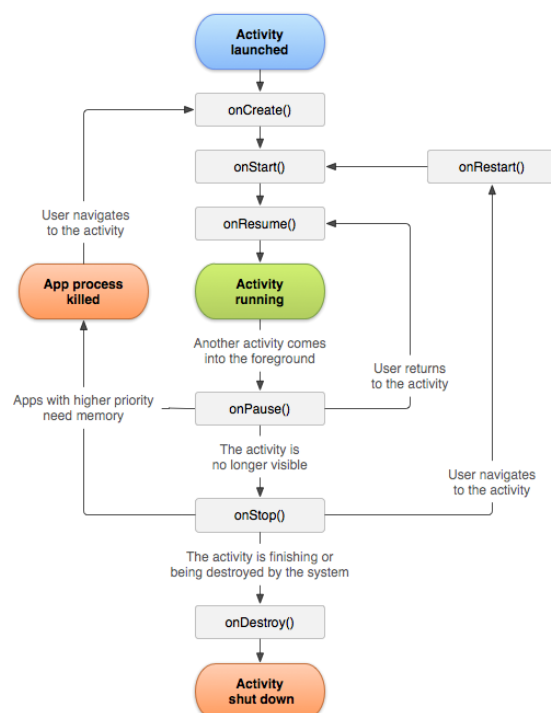 Activity
launched
onCreate()
onStart()
onRestart()
User navigates
to the activity
onResume()
App process
killed
Activity
running
Another activity comes
into the foreground
User returns
to the activity
Apps with higher priority
need memory
onPause()
The activity is
no longer visible
User navigates
to the activity
onStop()
The activity is finishing or
being destroyed by the system
onDestroy()
Activity
shut down